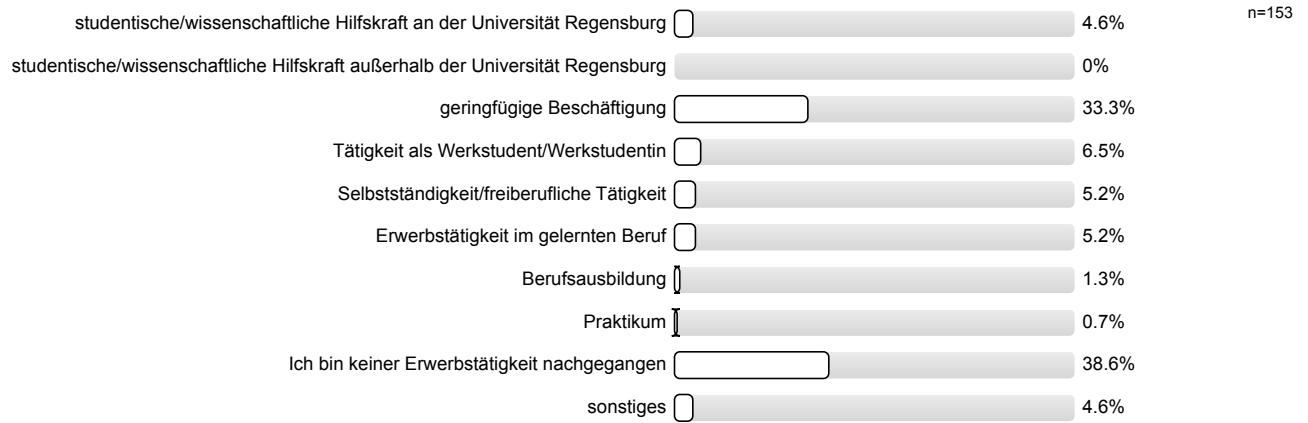 n=153
studentische/wissenschaftliche Hilfskraft an der Universität Regensburg 4.6%
studentische/wissenschaftliche Hilfskraft außerhalb der Universität Regensburg 0%
geringfügige Beschäftigung 33.3%
Tätigkeit als Werkstudent/Werkstudentin 6.5%
Selbstständigkeit/freiberufliche Tätigkeit 5.2%
Erwerbstätigkeit im gelernten Beruf 5.2%
Berufsausbildung 1.3%
Praktikum 0.7%
Ich bin keiner Erwerbstätigkeit nachgegangen 38.6%
sonstiges 4.6%